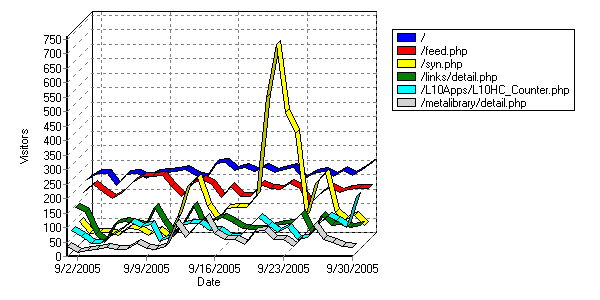 750
700
650
600
550
500
450
400
350
300
250
200
150
100
50
0
Visitors
9/2/2005 9/9/2005 9/16/2005 9/23/2005 9/30/2005
Date
/
/feed.php
/syn.php
/links/detail.php
/L10Apps/L10HC_Counter.php
/metalibrary/detail.php